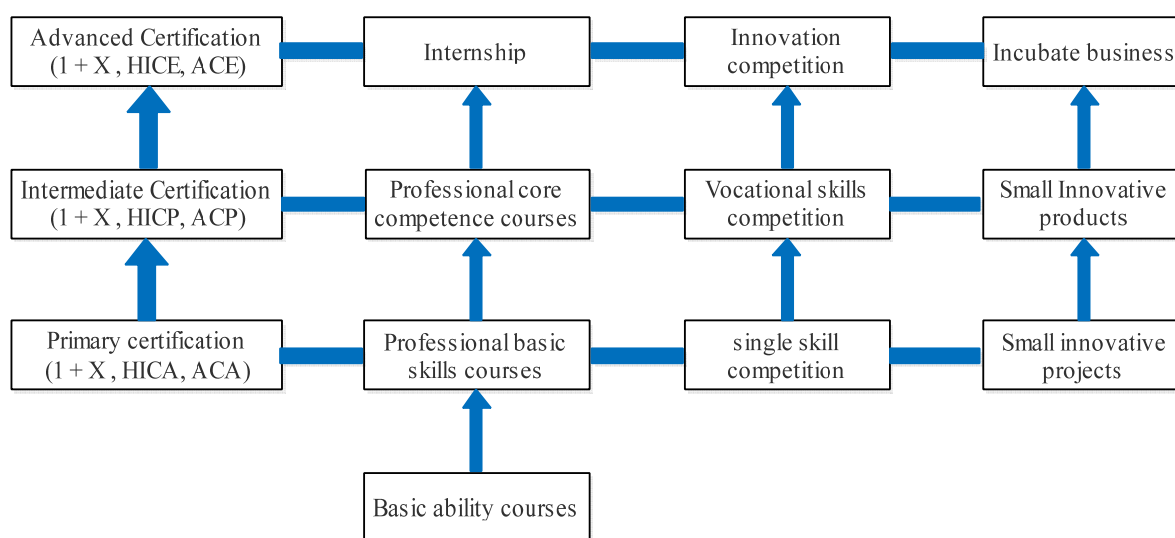 Advanced Certification
(1 + X , HICE, ACE)
Internship
Innovation
competition
Incubate business
Intermediate Certification
(1 + X , HICP, ACP)
Professional core
competence courses
Vocational skills
competition
Small Innovative
products
Primary certification
(1 + X , HICA, ACA)
Professional basic
skills courses
single skill
competition
Small innovative
projects
Basic ability courses